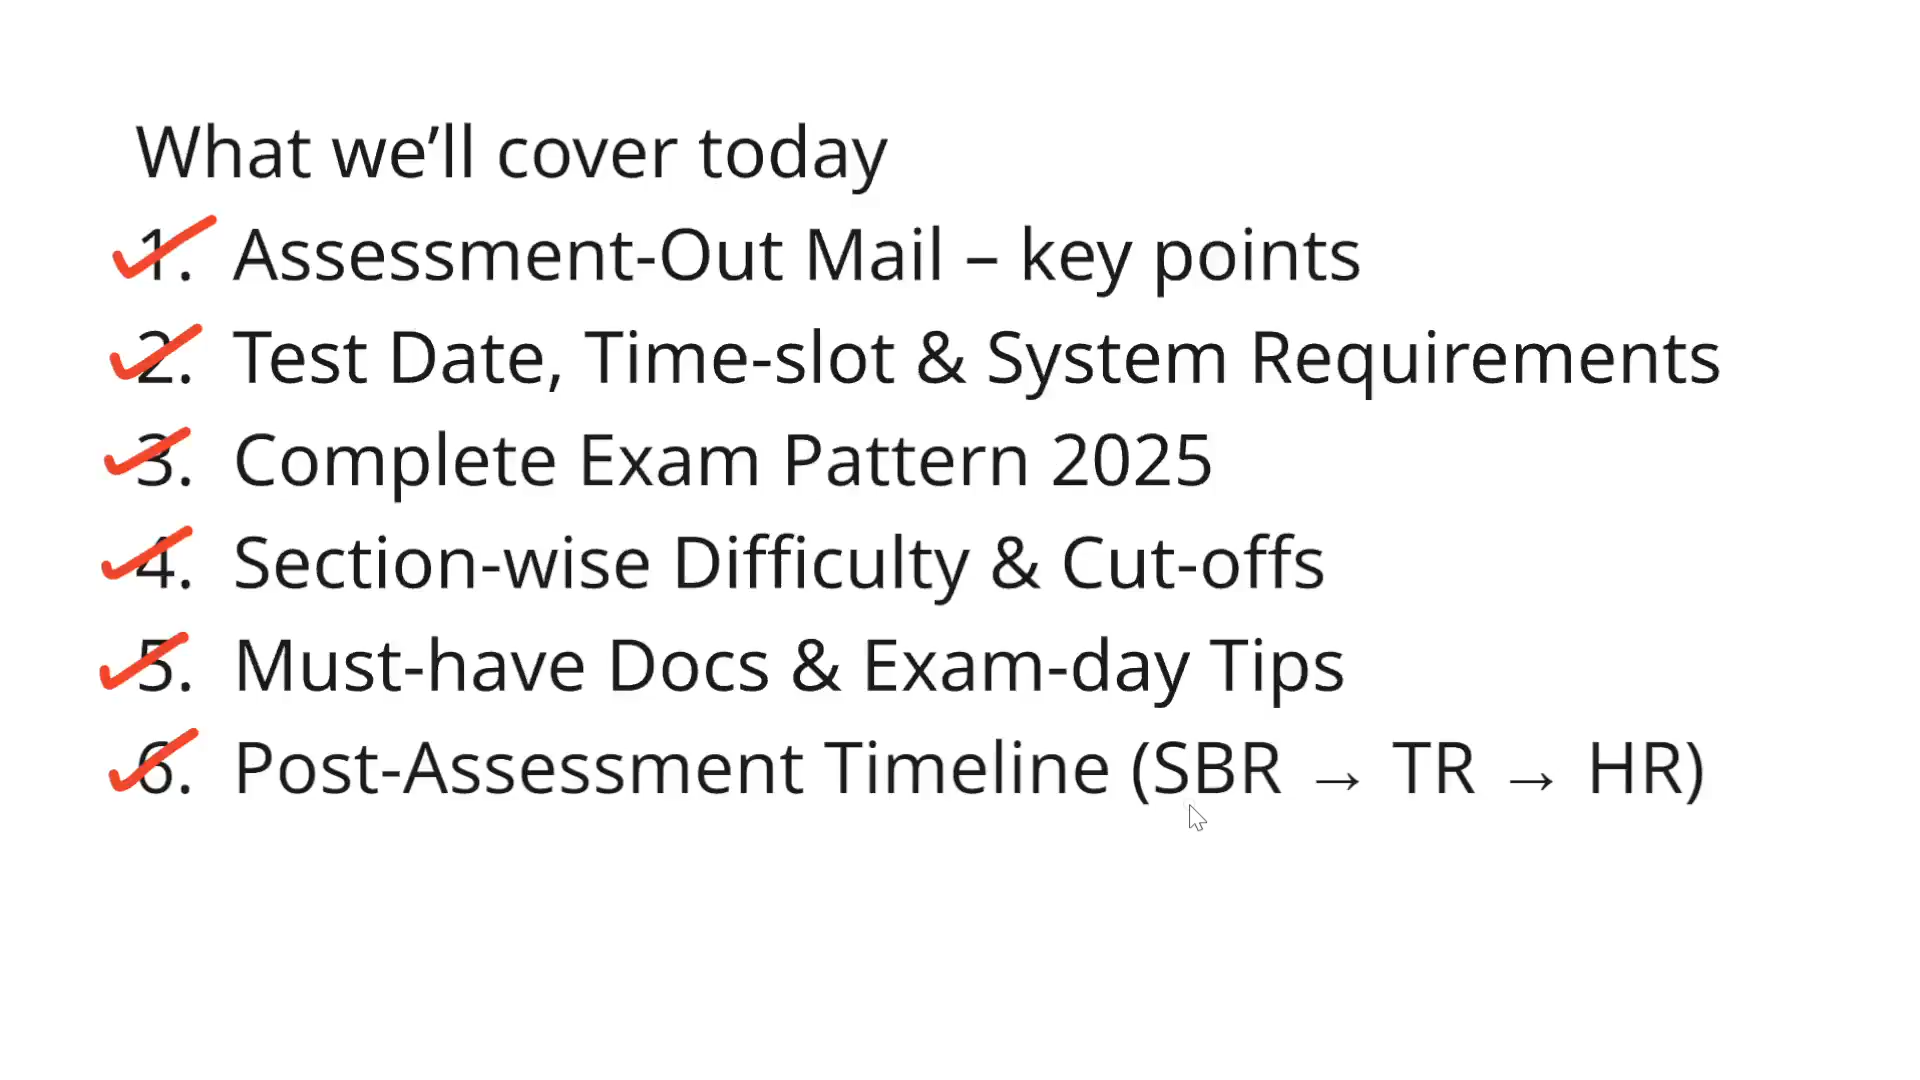 What we’ll cover today
1. Assessment-Out Mail – key points
2. Test Date, Time-slot & System Requirements
3. Complete Exam Pattern 2025
4. Section-wise Difficulty & Cut-offs
5. Must-have Docs & Exam-day Tips
6. Post-Assessment Timeline (SBR → TR → HR)